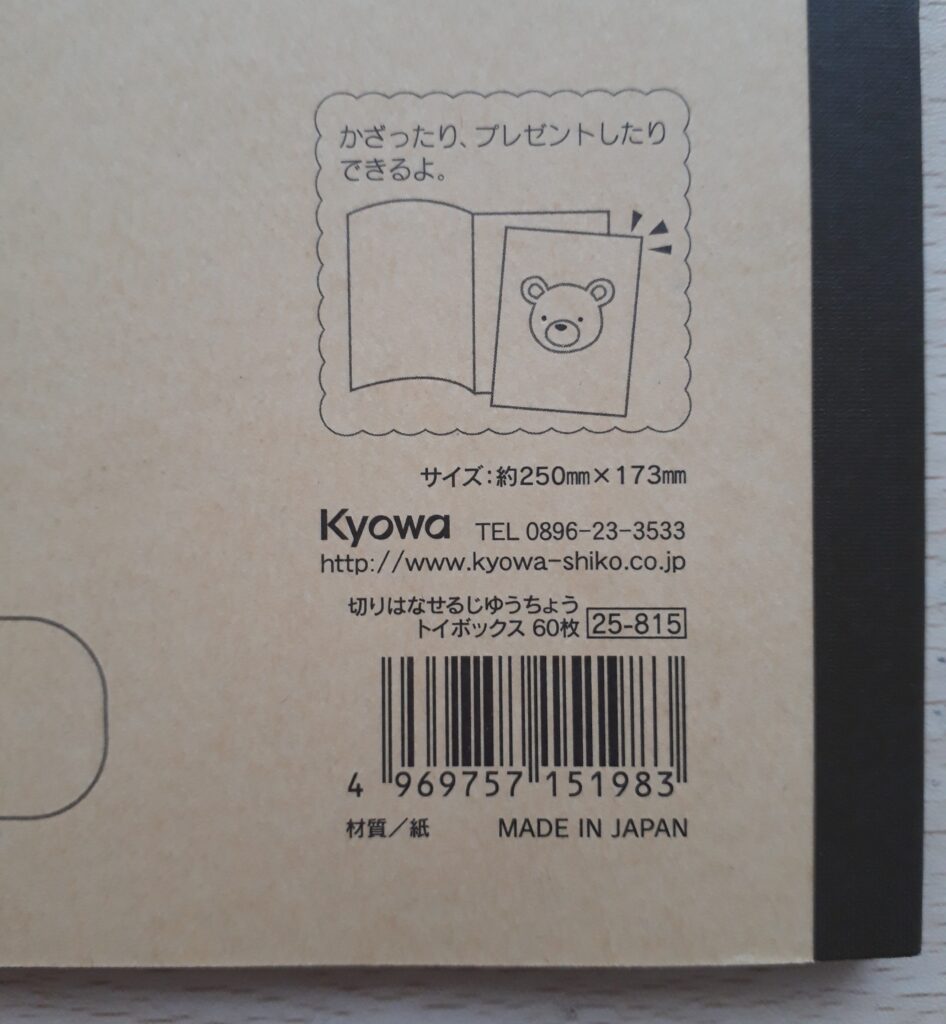 かざったり、プレゼントしたり
できるよ。
サイズ:約250㎜×173㎜
Kyowa TEL 0896-23-3533
http://www.kyowa-shiko.co.jp
切りはなせるじゆうちょう
トイボックス 60枚 25-815
4 969757 151983
材質／紙 MADE IN JAPAN